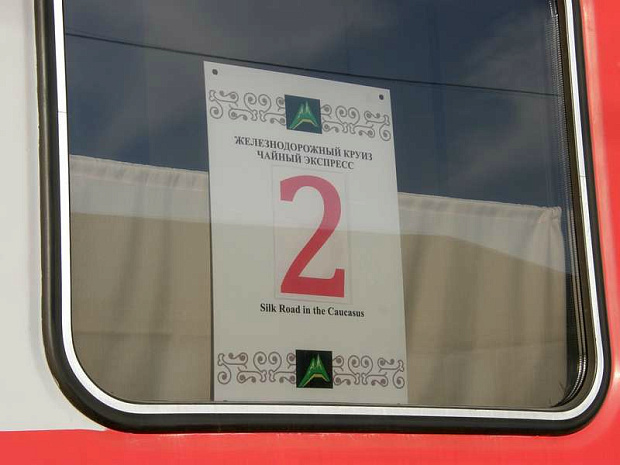 ЖЕЛЕЗНОДОРОЖНЫЙ КРУИЗ
ЧАЙНЫЙ ЭКСПРЕСС
2
Silk Road in the Caucasus